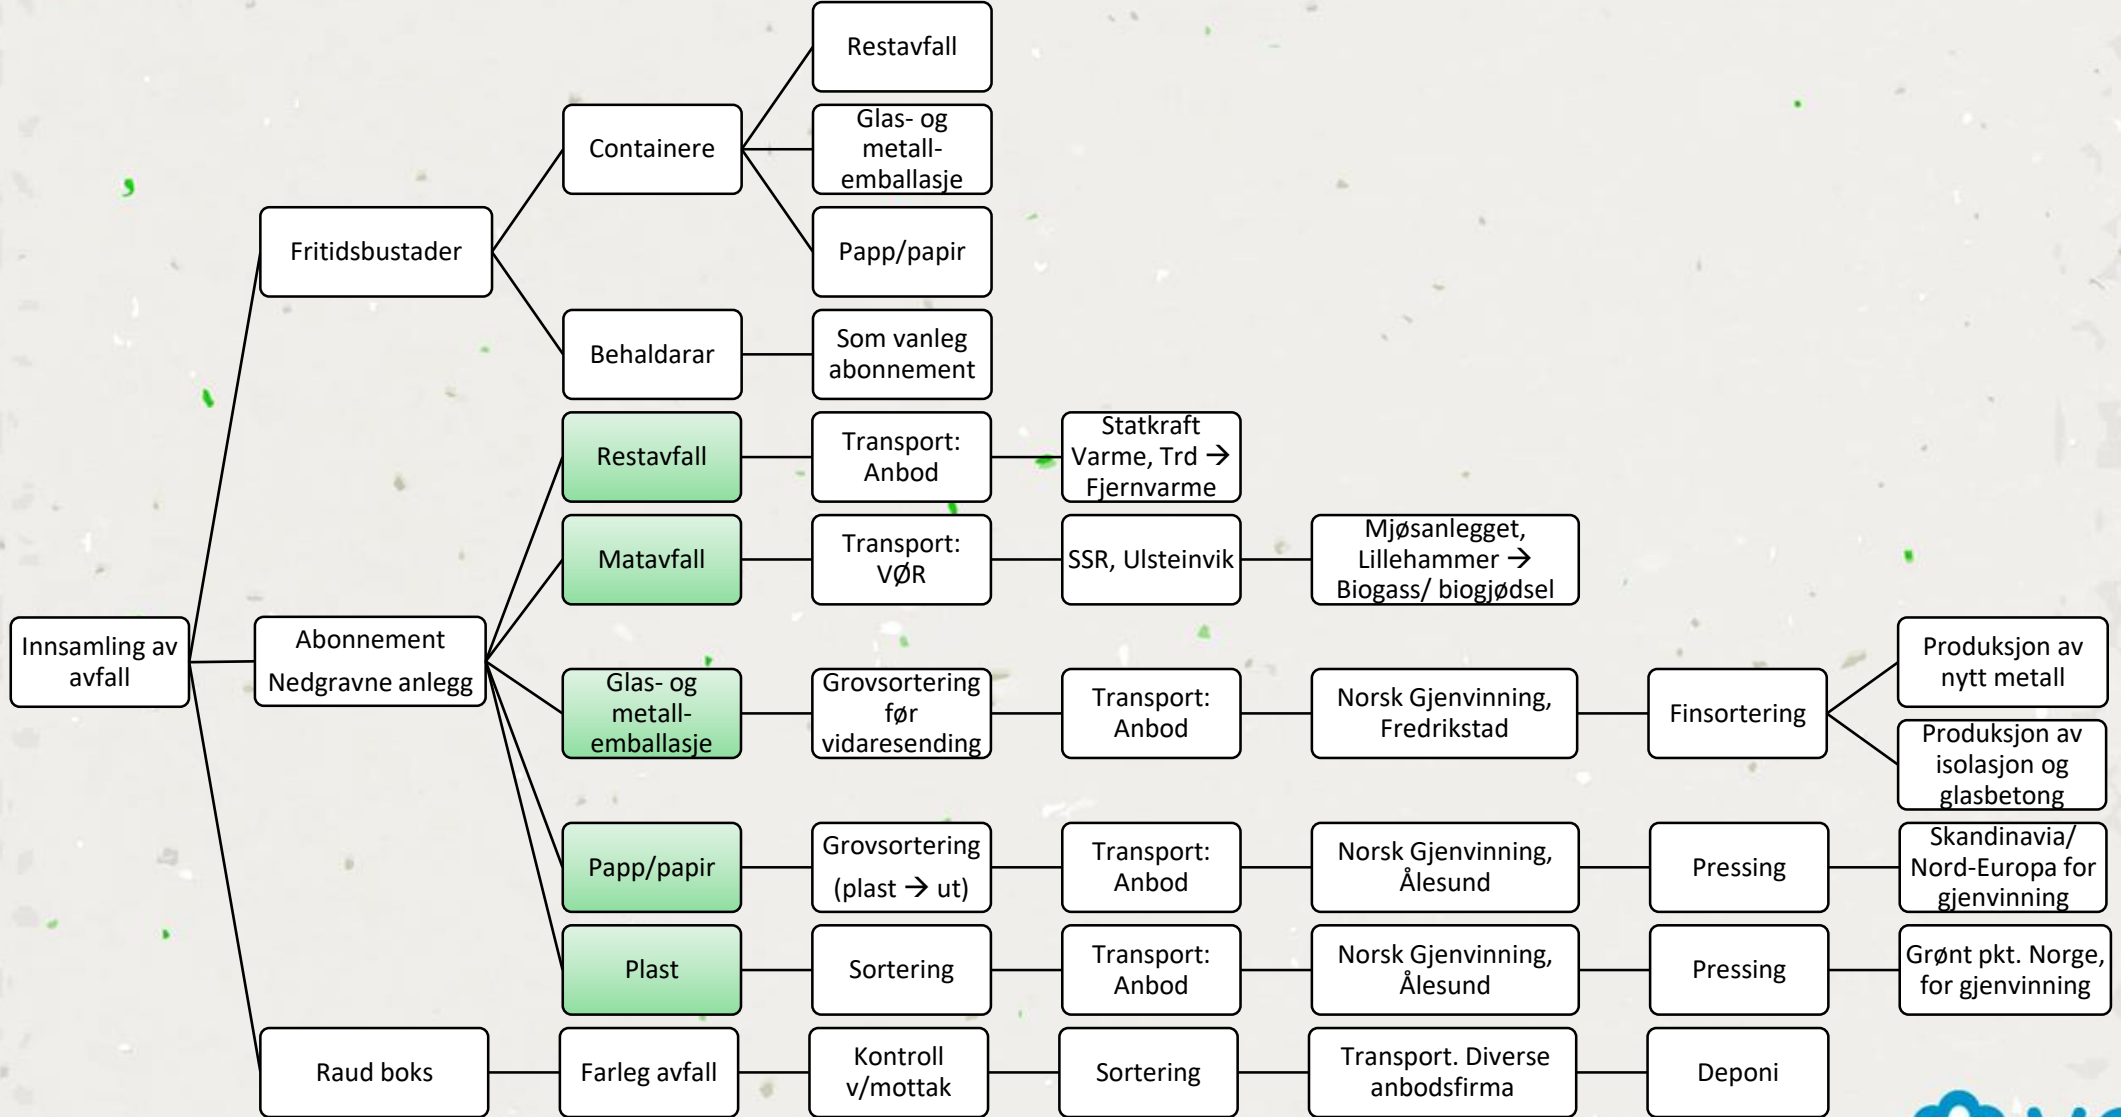 Restavfall
Containere
Glas- og
metall-
emballasje
Fritidsbustader
Papp/papir
Behaldarar
Som vanleg
abonnement
Restavfall
Transport:
Anbod
Statkraft
Varme, Trd →
Fjernvarme
Matavfall
Transport:
VØR
SSR, Ulsteinvik
Mjøsanlegget,
Lillehammer →
Biogass/ biogjødsel
Innsamling av
avfall
Abonnement
Nedgravne anlegg
Glas- og
metall-
emballasje
Grovsortering
før
vidaresending
Transport:
Anbod
Norsk Gjenvinning,
Fredrikstad
Finsortering
Produksjon av
nytt metall
Produksjon av
isolasjon og
glasbetong
Papp/papir
Grovsortering
(plast → ut)
Transport:
Anbod
Norsk Gjenvinning,
Ålesund
Pressing
Skandinavia/
Nord-Europa for
gjenvinning
Plast
Sortering
Transport:
Anbod
Norsk Gjenvinning,
Ålesund
Pressing
Grønt pkt. Norge,
for gjenvinning
Raud boks
Farleg avfall
Kontroll
v/mottak
Sortering
Transport. Diverse
anbodsfirma
Deponi